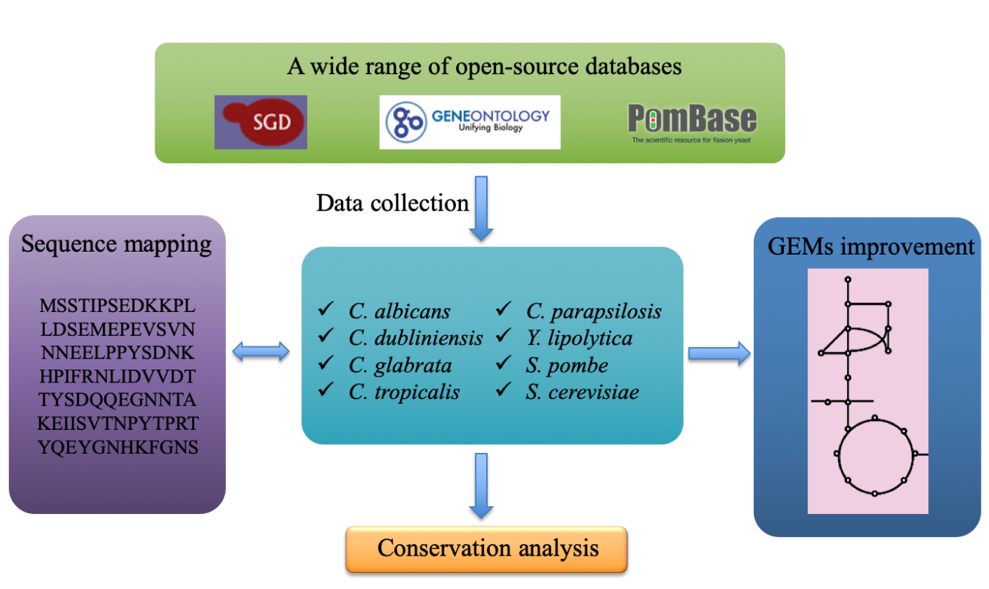 A wide range of open-source databases
SGD
GENEONTOLOGY
Unifying Biology
PomBase
The scientific resource for fission yeast
Data collection
Sequence mapping
MSSTIPSEDKKPL
LDSEMEPEVSVN
NNEELPPYSDNK
HPIFRNLIDVVDT
TYSDQQEGNNTA
KEIISVTNPYTPRT
YQEYGNHKFGNS
✓ C. albicans
✓ C. dubliniensis
✓ C. glabrata
✓ C. tropicalis
✓ C. parapsilosis
✓ Y. lipolytica
✓ S. pombe
✓ S. cerevisiae
GEMs improvement
Conservation analysis